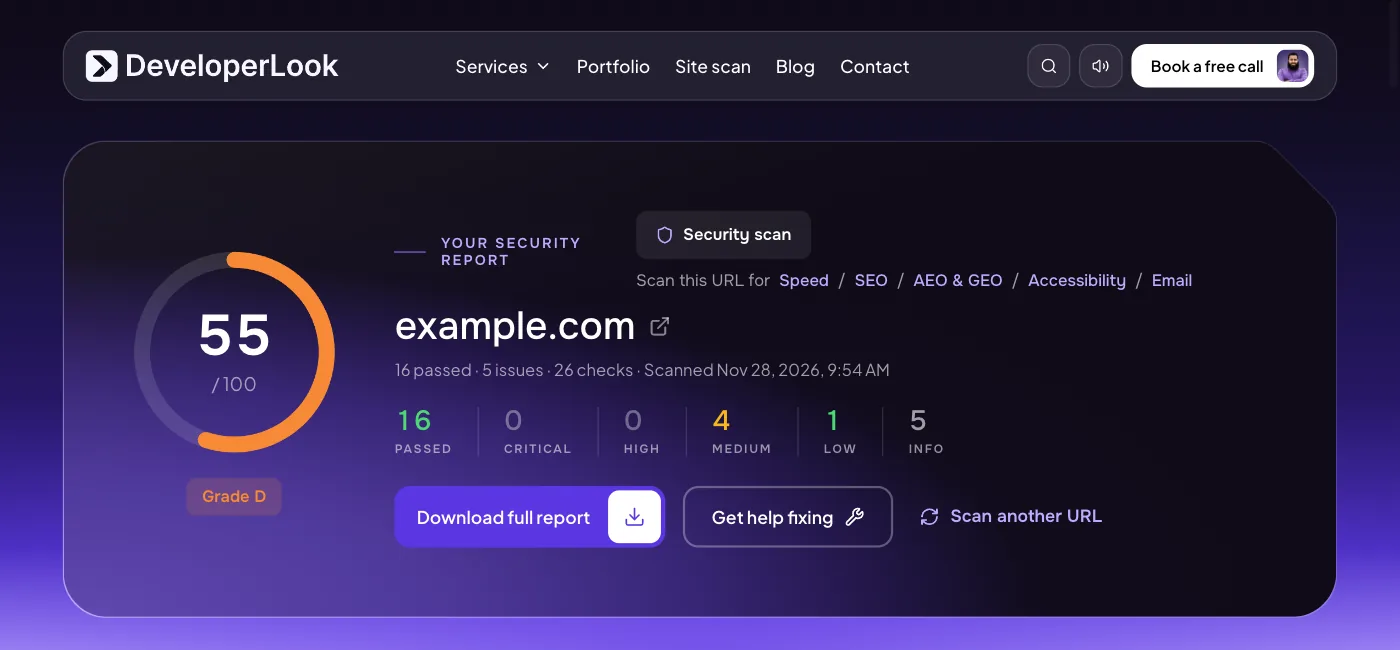 DeveloperLook
Services
Portfolio
Site scan
Blog
Contact
Book a free call
55
/ 100
Grade D
YOUR SECURITY
REPORT
Security scan
Scan this URL for Speed / SEO / AEO & GEO / Accessibility / Email
example.com
16 passed · 5 issues · 26 checks · Scanned Nov 28, 2026, 9:54 AM
16
PASSED
0
CRITICAL
0
HIGH
4
MEDIUM
1
LOW
5
INFO
Download full report
Get help fixing
Scan another URL